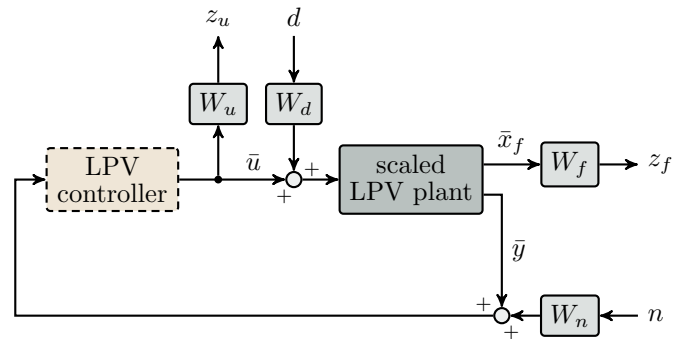 z_u
d
W_u
W_d
LPV
controller
ū
+
+
scaled
LPV plant
x̄_f
W_f
z_f
ȳ
+
+
W_n
n